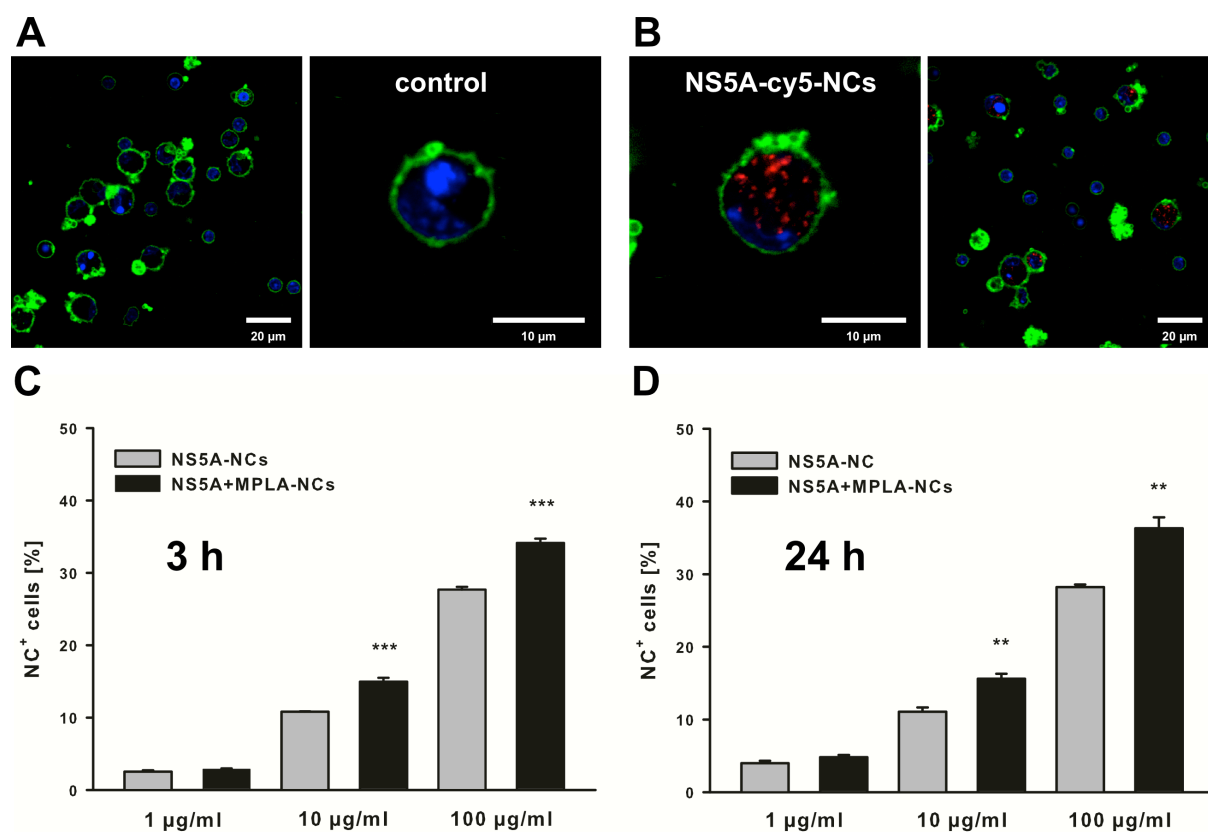 A
B
control
NS5A-cy5-NCs
20 µm
10 µm
10 µm
20 µm
C
D
50
40
30
20
10
0
NC⁺ cells [%]
NS5A-NCs
NS5A+MPLA-NCs
3 h
***
***
1 µg/ml
10 µg/ml
100 µg/ml
50
40
30
20
10
0
NC⁺ cells [%]
NS5A-NC
NS5A+MPLA-NCs
24 h
**
**
1 µg/ml
10 µg/ml
100 µg/ml